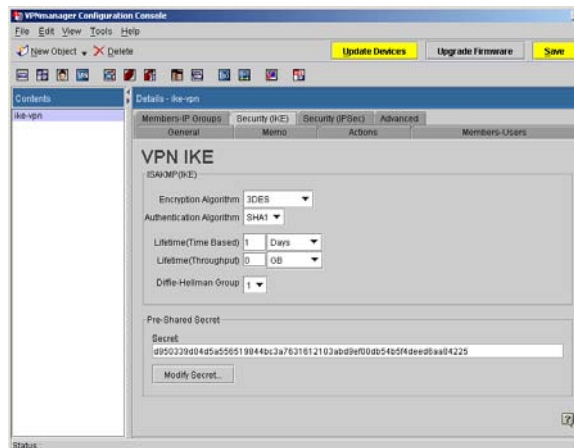 VPNmanager Configuration Console
File Edit View Tools Help
New Object Delete Update Devices Upgrade Firmware Save
Contents Details - ike-vpn
ike-vpn
Members-IP Groups Security (IKE) Security (IPSec) Advanced
General Memo Actions Members-Users
VPN IKE
ISAKMP(IKE)
Encryption Algorithm 3DES
Authentication Algorithm SHA1
Lifetime(Time Based) 1 Days
Lifetime(Throughput) 0 GB
Diffie-Hellman Group 1
Pre-Shared Secret
Secret
Modify Secret...
Status :